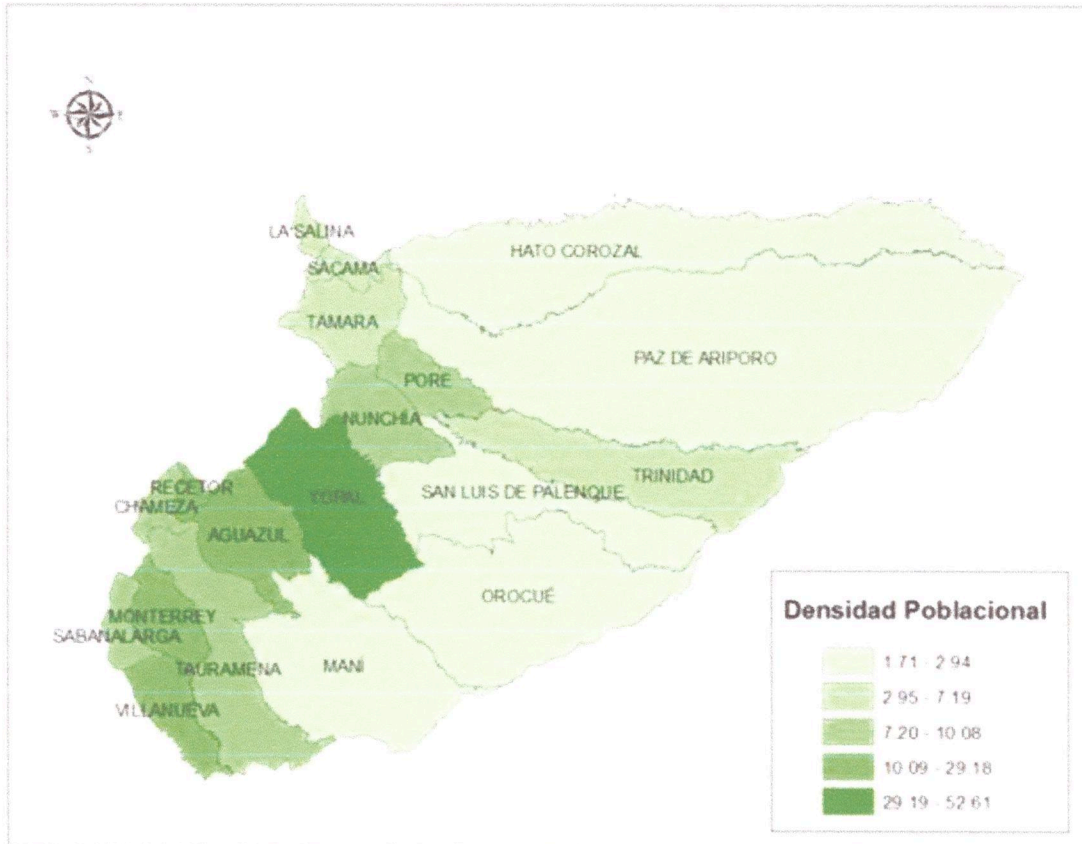 N
W E
S
LA SALINA
HATO COROZAL
SACAMA
TAMARA
PAZ DE ARIPORO
PORE
NUNCHÍA
TRINIDAD
RECETOR
SAN LUIS DE PALENQUE
YOPAL
CHAMEZA
AGUAZUL
OROCUÉ
MONTERREY
SABANALARGA
MANÍ
TAURAMENA
VILLANUEVA
Densidad Poblacional
1.71 - 2.94
2.95 - 7.19
7.20 - 10.08
10.09 - 29.18
29.19 - 52.61